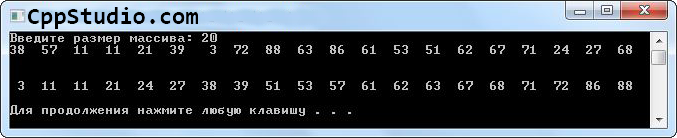 CppStudio.com
Введите размер массива: 20
38 57 11 11 21 39 3 72 88 63 86 61 53 51 62 67 71 24 27 68
3 11 11 21 24 27 38 39 51 53 57 61 62 63 67 68 71 72 86 88
Для продолжения нажмите любую клавишу . . .